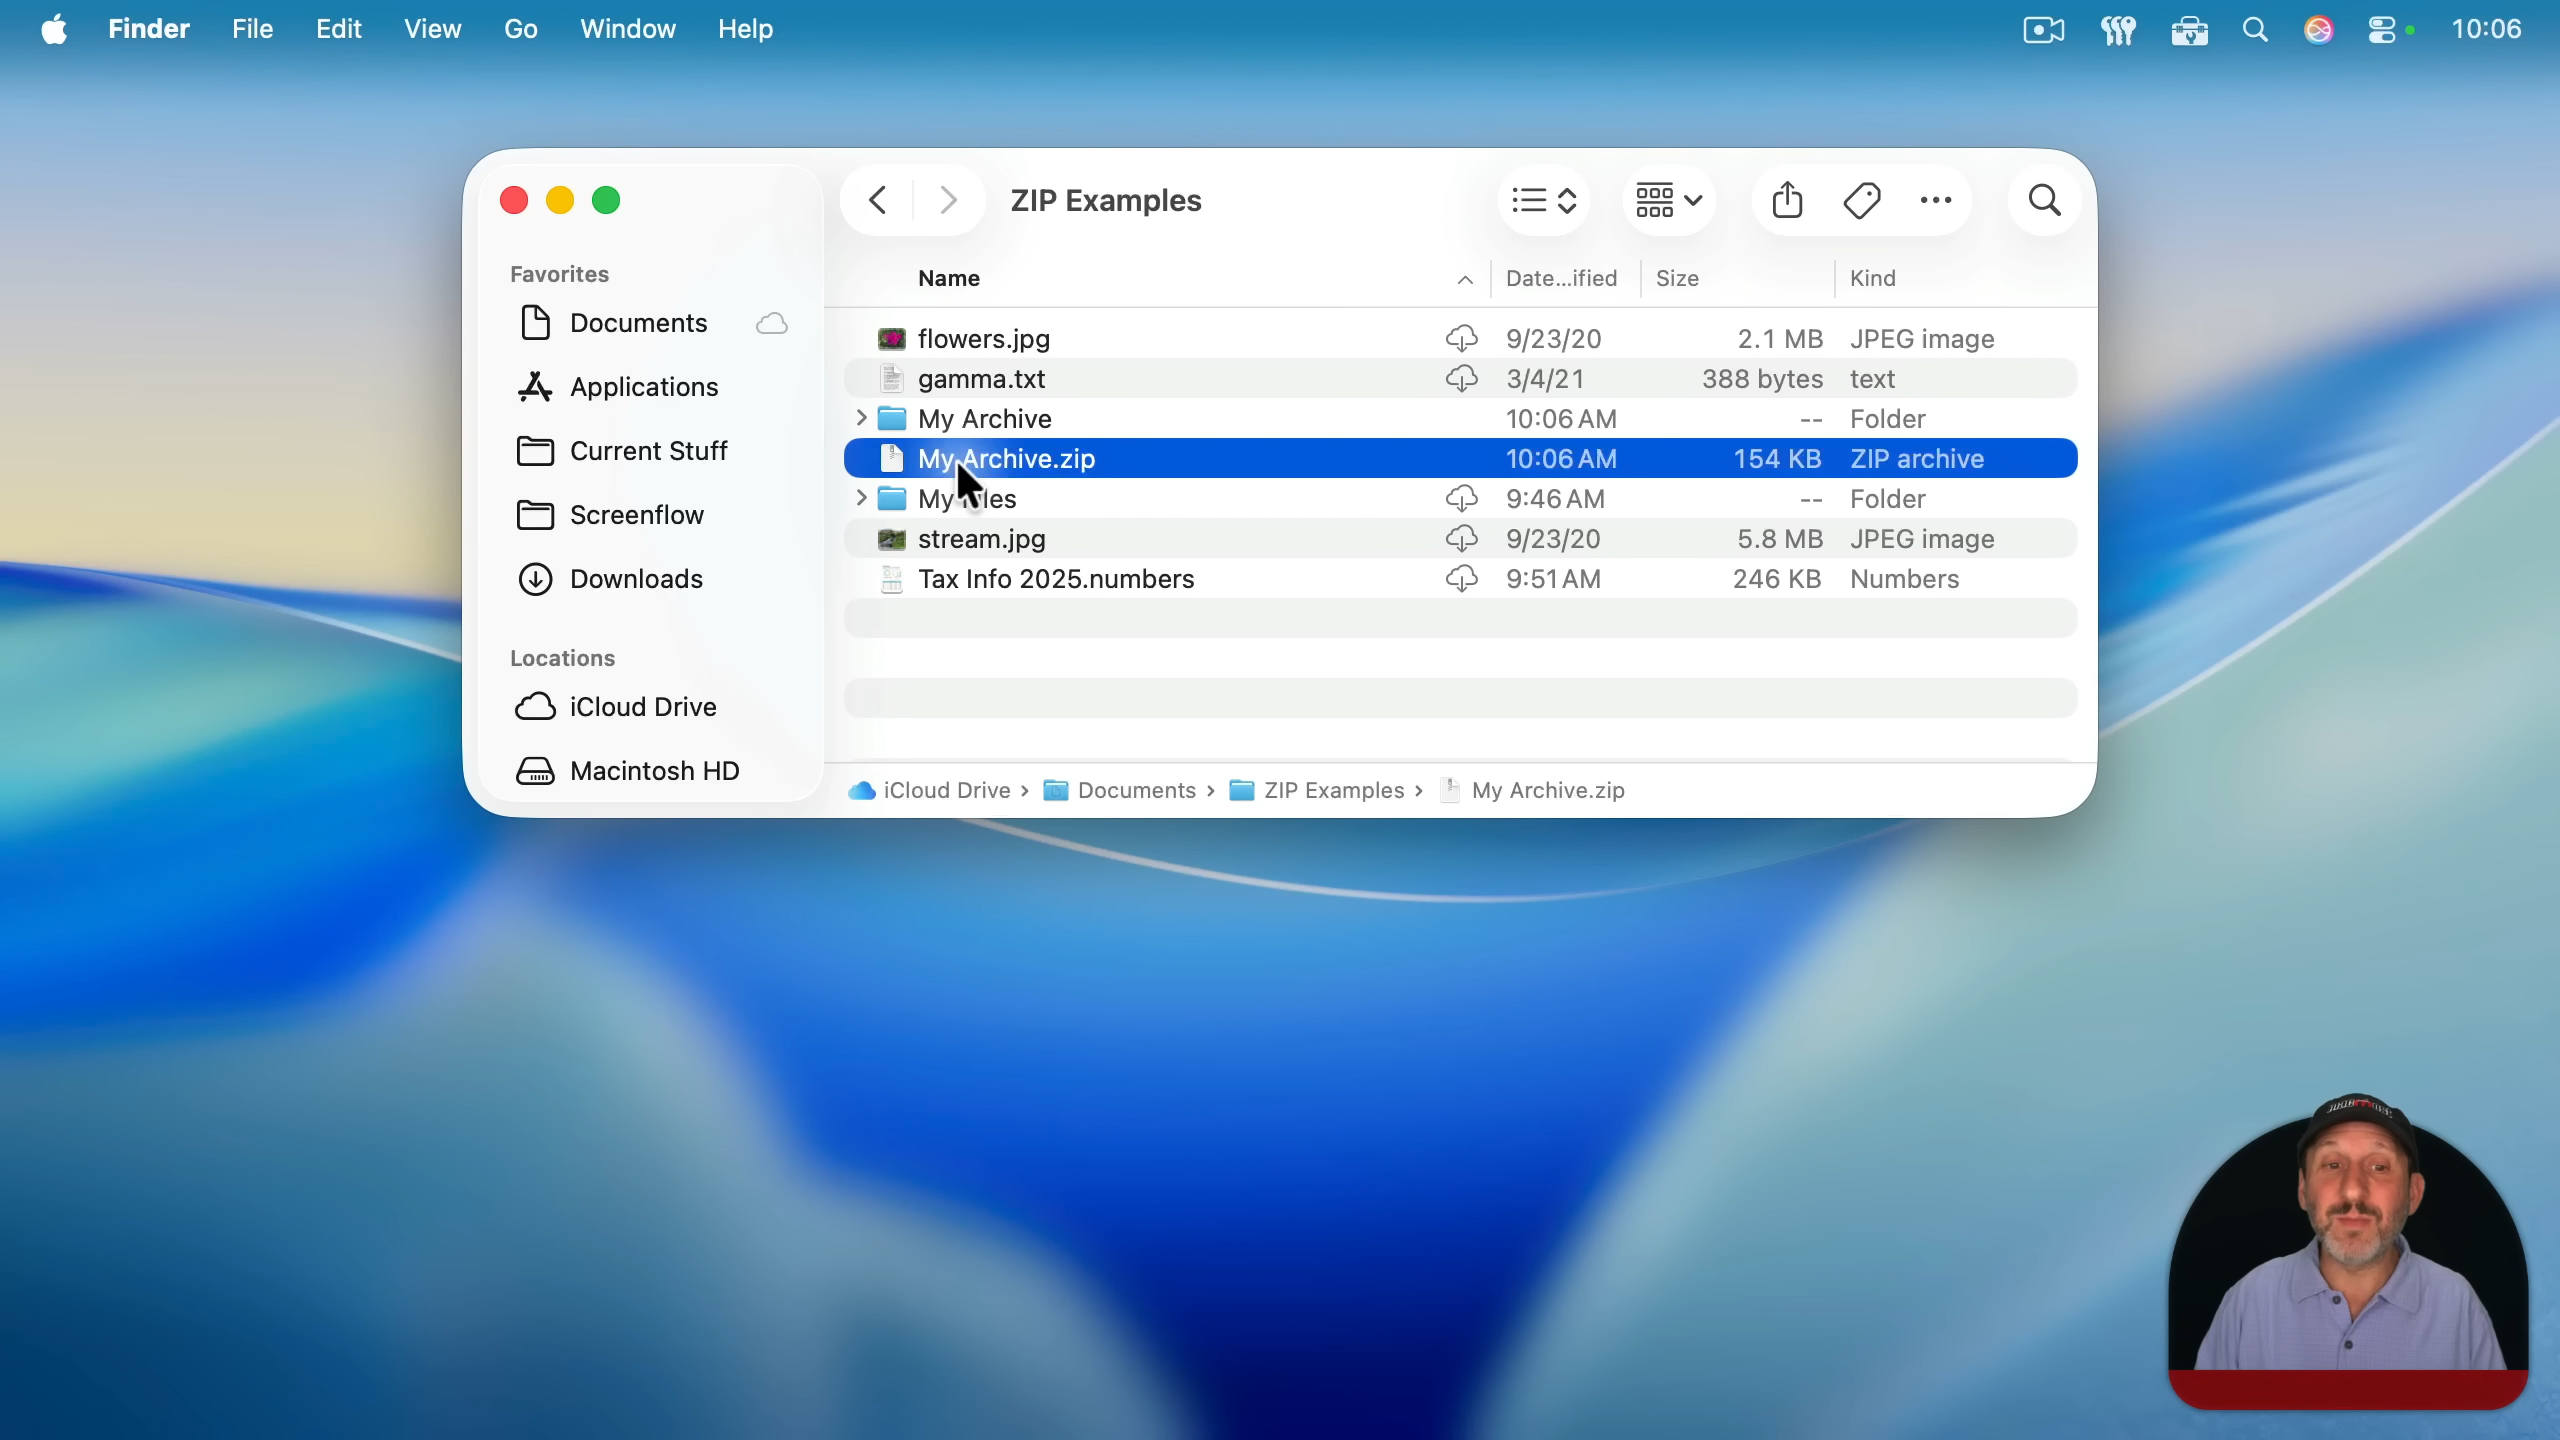 Finder File Edit View Go Window Help 10:06
ZIP Examples
Favorites
Documents
Applications
Current Stuff
Screenflow
Downloads
Locations
iCloud Drive
Macintosh HD
Name Date...ified Size Kind
flowers.jpg 9/23/20 2.1 MB JPEG image
gamma.txt 3/4/21 388 bytes text
My Archive 10:06 AM -- Folder
My Archive.zip 10:06 AM 154 KB ZIP archive
My 9:46 AM -- Folder
stream.jpg 9/23/20 5.8 MB JPEG image
Tax Info 2025.numbers 9:51 AM 246 KB Numbers
iCloud Drive › Documents › ZIP Examples › My Archive.zip